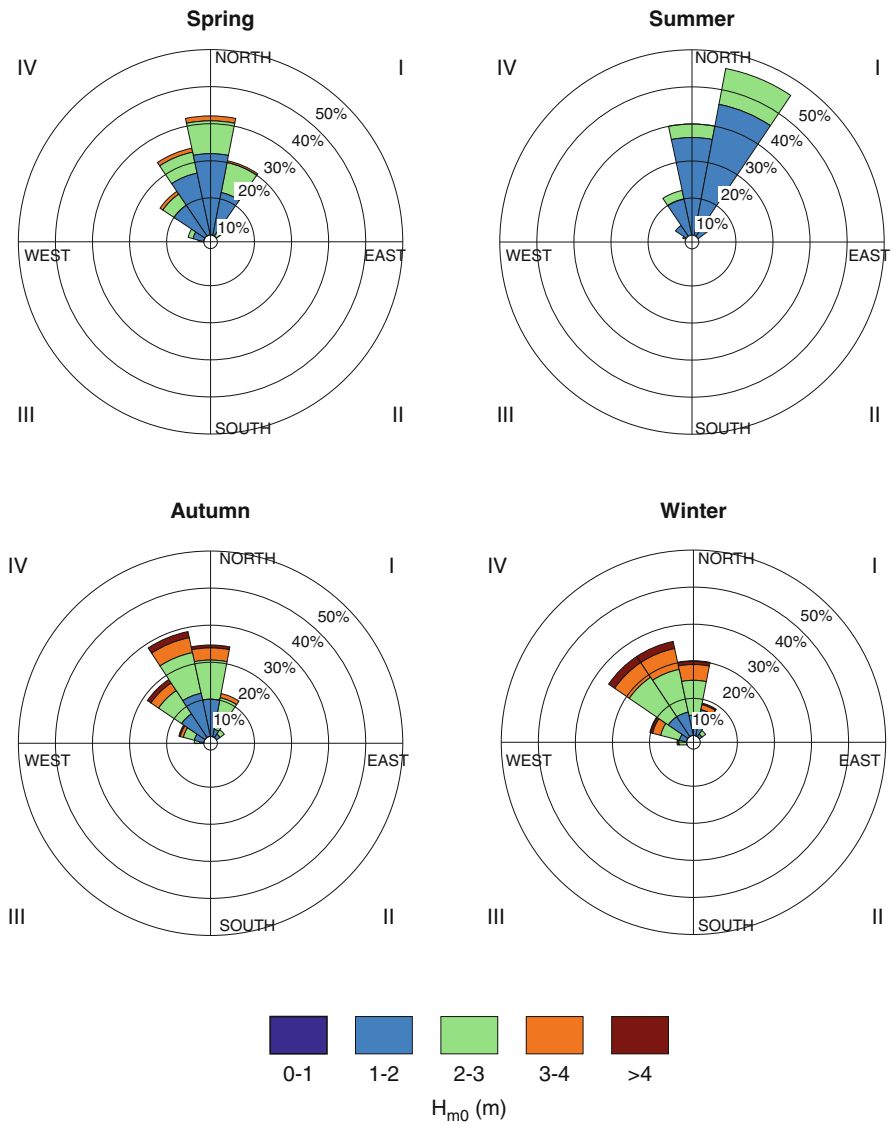 Spring
Summer
IV
NORTH
I
IV
NORTH
I
50%
40%
30%
20%
10%
50%
40%
30%
20%
10%
WEST
EAST
WEST
EAST
III
SOUTH
II
III
SOUTH
II
Autumn
Winter
IV
NORTH
I
IV
NORTH
I
50%
40%
30%
20%
10%
50%
40%
30%
20%
10%
WEST
EAST
WEST
EAST
III
SOUTH
II
III
SOUTH
II
0-1
1-2
2-3
3-4
>4
Hm0 (m)